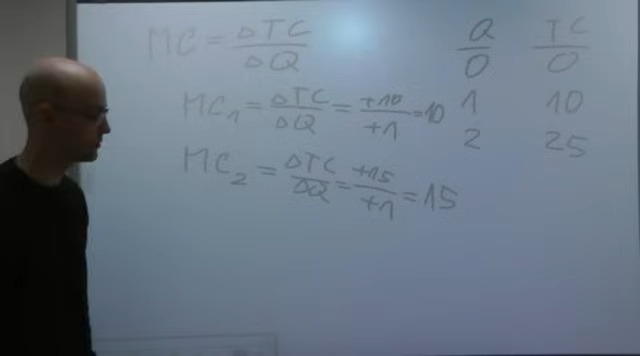 MC = ΔTC/ΔQ
MC₁ = ΔTC/ΔQ = +10/+1 = 10
MC₂ = ΔTC/ΔQ = +15/+1 = 15
Q TC
0 0
1 10
2 25